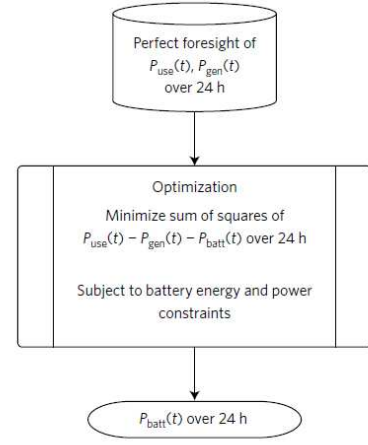 Perfect foresight of
P_use(t), P_gen(t)
over 24 h
Optimization
Minimize sum of squares of
P_use(t) − P_gen(t) − P_batt(t) over 24 h
Subject to battery energy and power
constraints
P_batt(t) over 24 h